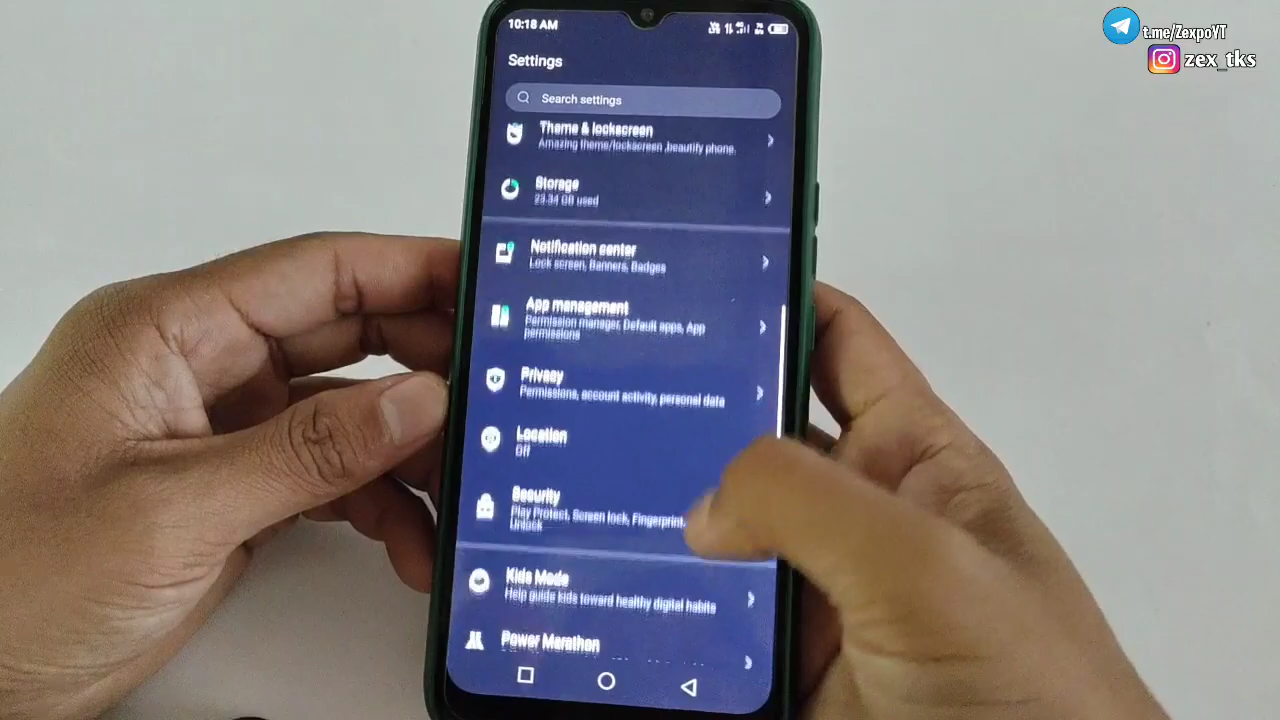 10:18 AM
Settings
Search settings
Theme & lockscreen
Amazing theme/lockscreen ,beautify phone.
Storage
23.34 GB used
Notification center
Lock screen, Banners, Badges
App management
Permission manager, Default apps, App
permissions
Privacy
Permissions, account activity, personal data
Location
Off
Security
Play Protect, Screen lock, Fingerprint,
Unlock
Kids Mode
Help guide kids toward healthy digital habits
Power Marathon
t.me/ZexpoYT
zex_tks